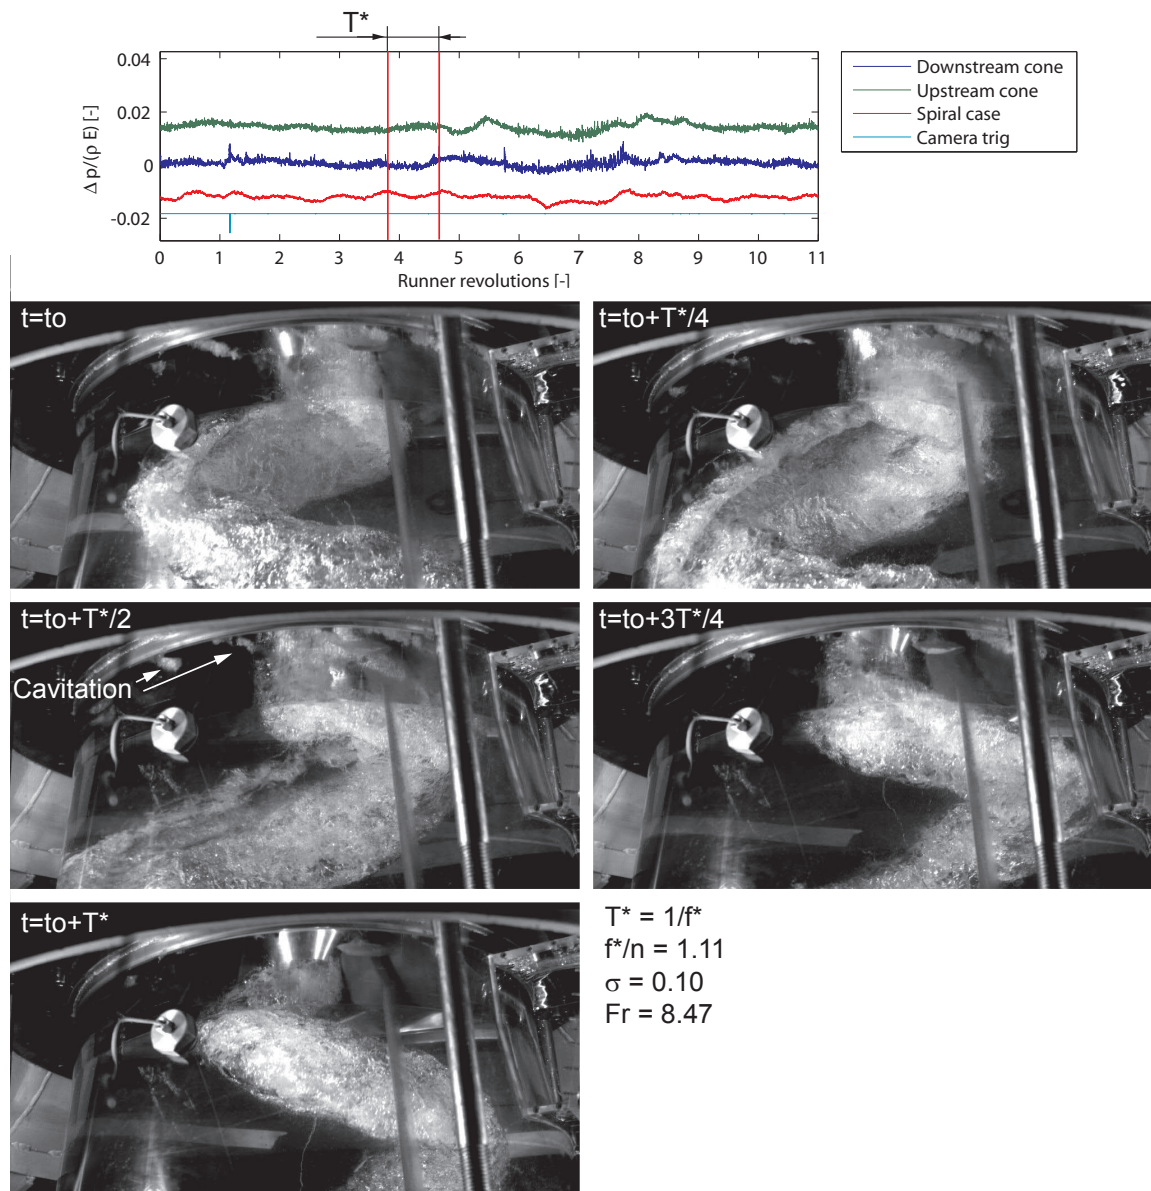 T*
0.04
0.02
0
-0.02
Δ p/(ρ E) [-]
0 1 2 3 4 5 6 7 8 9 10 11
Runner revolutions [-]
Downstream cone
Upstream cone
Spiral case
Camera trig
t=to
t=to+T*/4
t=to+T*/2
Cavitation
t=to+3T*/4
t=to+T*
T* = 1/f*
f*/n = 1.11
σ = 0.10
Fr = 8.47